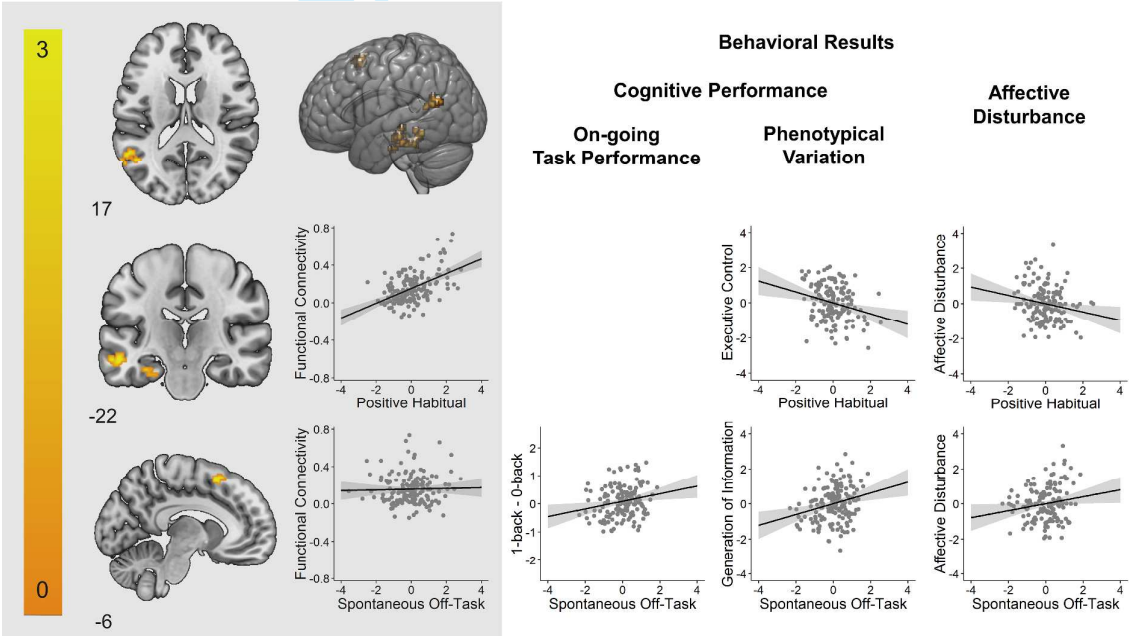 3
0
17
-22
-6
Behavioral Results
Cognitive Performance
Affective
Disturbance
On-going
Task Performance
Phenotypical
Variation
Functional Connectivity
0.8
0.4
0.0
-0.4
-0.8
-4 -2 0 2 4
Positive Habitual
Executive Control
4
2
0
-2
-4
-4 -2 0 2 4
Positive Habitual
Affective Disturbance
4
2
0
-2
-4
-4 -2 0 2 4
Positive Habitual
Functional Connectivity
0.8
0.4
0.0
-0.4
-0.8
-4 -2 0 2 4
Spontaneous Off-Task
1-back - 0-back
2
1
0
-1
-2
-4 -2 0 2 4
Spontaneous Off-Task
Generation of Information
4
2
0
-2
-4
-4 -2 0 2 4
Spontaneous Off-Task
Affective Disturbance
4
2
0
-2
-4
-4 -2 0 2 4
Spontaneous Off-Task